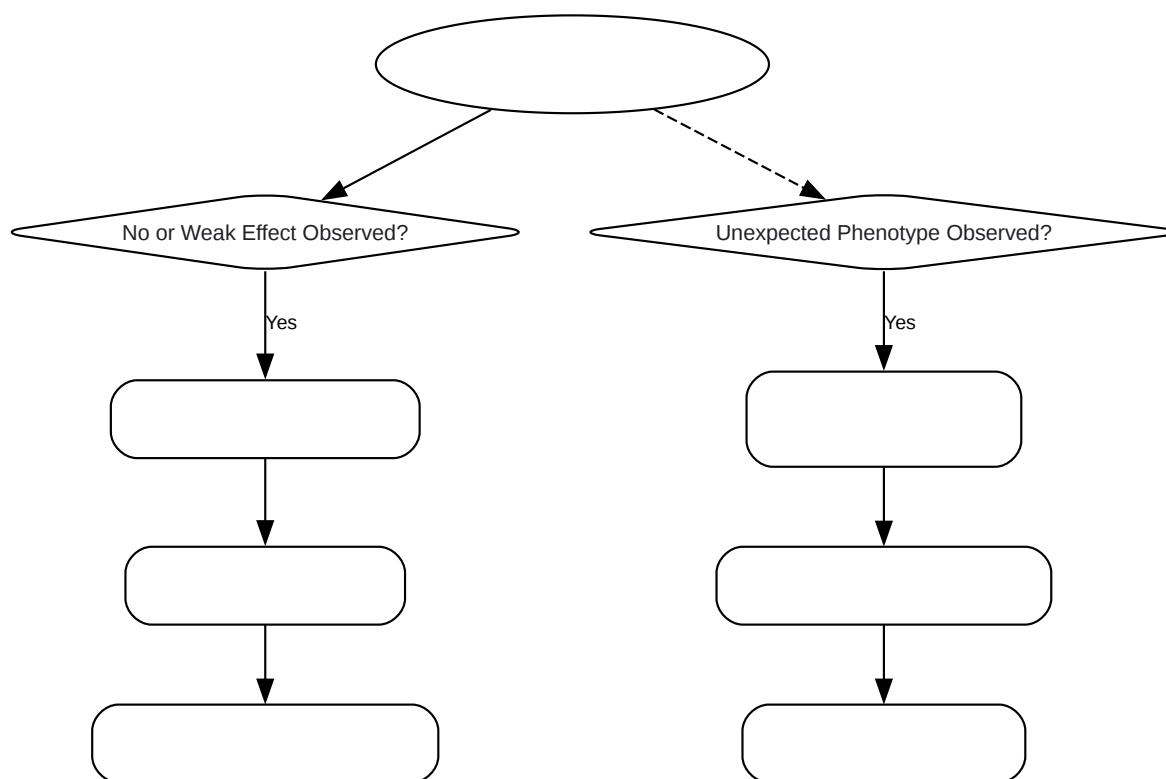 No or Weak Effect Observed?
Unexpected Phenotype Observed?
Yes
Yes